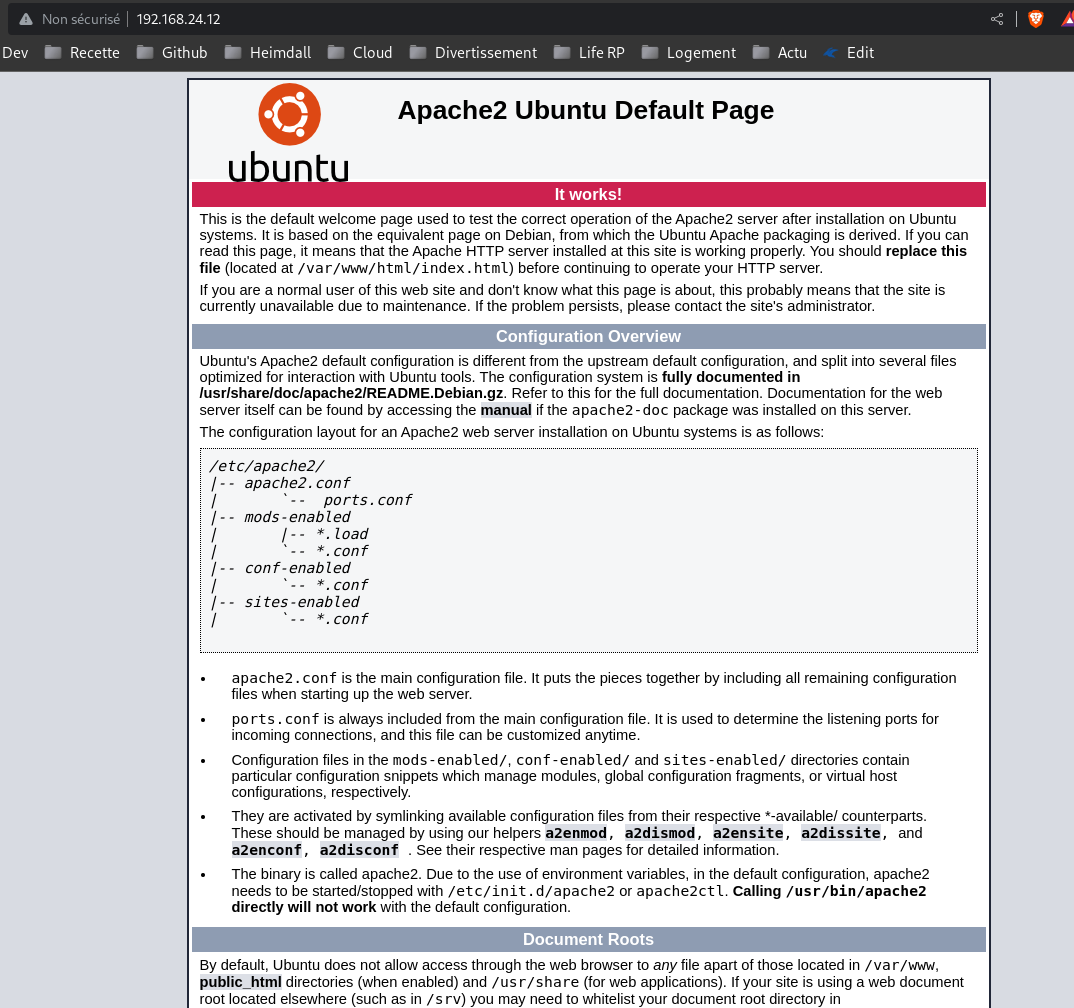 Non sécurisé 192.168.24.12
Dev Recette Github Heimdall Cloud Divertissement Life RP Logement Actu Edit
Apache2 Ubuntu Default Page
ubuntu
It works!
This is the default welcome page used to test the correct operation of the Apache2 server after installation on Ubuntu
systems. It is based on the equivalent page on Debian, from which the Ubuntu Apache packaging is derived. If you can
read this page, it means that the Apache HTTP server installed at this site is working properly. You should replace this
file (located at /var/www/html/index.html) before continuing to operate your HTTP server.
If you are a normal user of this web site and don't know what this page is about, this probably means that the site is
currently unavailable due to maintenance. If the problem persists, please contact the site's administrator.
Configuration Overview
Ubuntu's Apache2 default configuration is different from the upstream default configuration, and split into several files
optimized for interaction with Ubuntu tools. The configuration system is fully documented in
/usr/share/doc/apache2/README.Debian.gz. Refer to this for the full documentation. Documentation for the web
server itself can be found by accessing the manual if the apache2-doc package was installed on this server.
The configuration layout for an Apache2 web server installation on Ubuntu systems is as follows:
/etc/apache2/
|-- apache2.conf
|       `--  ports.conf
|-- mods-enabled
|       |-- *.load
|       `-- *.conf
|-- conf-enabled
|       `-- *.conf
|-- sites-enabled
|       `-- *.conf
• apache2.conf is the main configuration file. It puts the pieces together by including all remaining configuration
files when starting up the web server.
• ports.conf is always included from the main configuration file. It is used to determine the listening ports for
incoming connections, and this file can be customized anytime.
• Configuration files in the mods-enabled/, conf-enabled/ and sites-enabled/ directories contain
particular configuration snippets which manage modules, global configuration fragments, or virtual host
configurations, respectively.
• They are activated by symlinking available configuration files from their respective *-available/ counterparts.
These should be managed by using our helpers a2enmod, a2dismod, a2ensite, a2dissite, and
a2enconf, a2disconf . See their respective man pages for detailed information.
• The binary is called apache2. Due to the use of environment variables, in the default configuration, apache2
needs to be started/stopped with /etc/init.d/apache2 or apache2ctl. Calling /usr/bin/apache2
directly will not work with the default configuration.
Document Roots
By default, Ubuntu does not allow access through the web browser to any file apart of those located in /var/www,
public_html directories (when enabled) and /usr/share (for web applications). If your site is using a web document
root located elsewhere (such as in /srv) you may need to whitelist your document root directory in